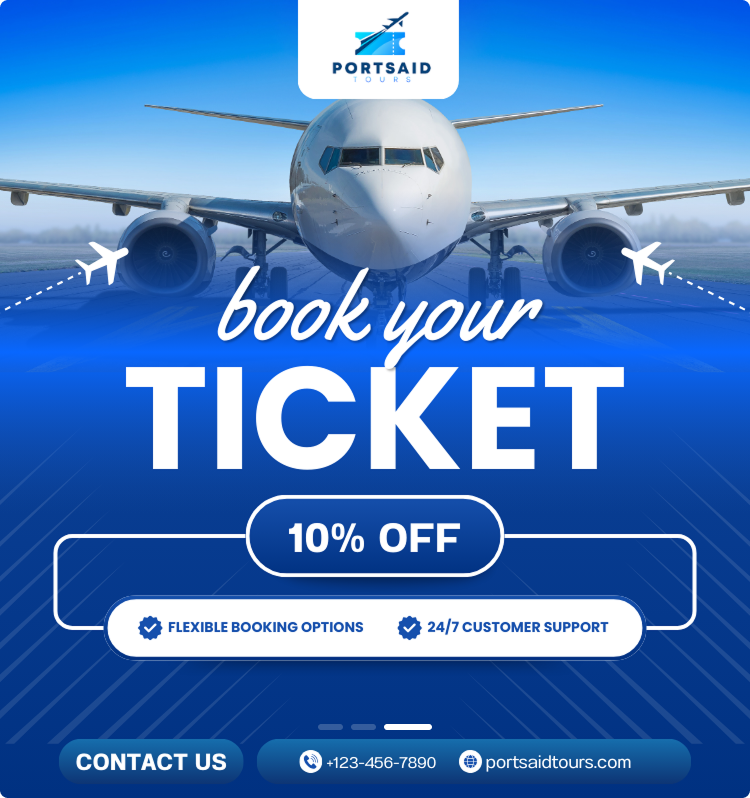 PORTSAID
TOURS
book your
TICKET
10% OFF
FLEXIBLE BOOKING OPTIONS
24/7 CUSTOMER SUPPORT
CONTACT US
+123-456-7890
portsaidtours.com